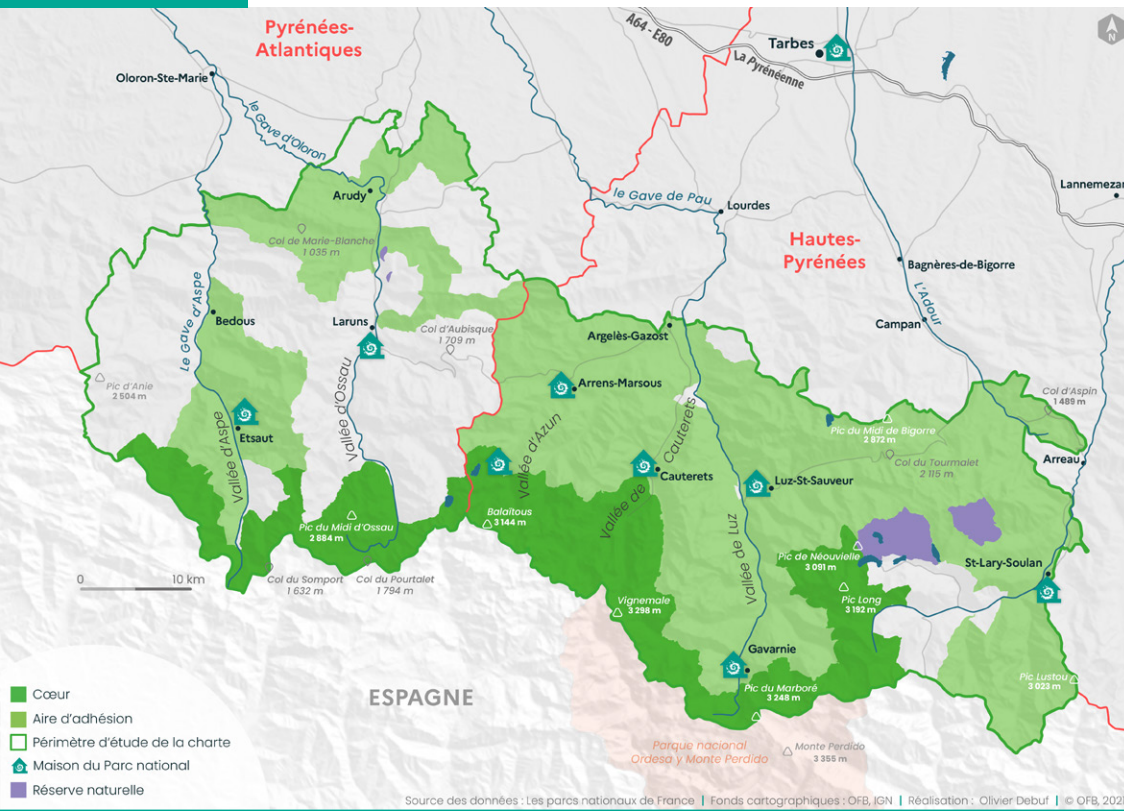 Pyrénées-
Atlantiques
A64 - E80
La Pyrénéenne
Tarbes
N
Oloron-Ste-Marie
le Gave d'Oloron
Lannemezan
Arudy
le Gave de Pau
Lourdes
Col de Marie-Blanche
1 035 m
Hautes-
Pyrénées
Bagnères-de-Bigorre
L'Adour
Le Gave d'Aspe
Bedous
Laruns
Col d'Aubisque
1 709 m
Argelès-Gazost
Campan
Pic d'Anie
2 504 m
Arrens-Marsous
Col d'Aspin
1 489 m
Vallée d'Ossau
Vallée d'Aspe
Etsaut
Vallée d'Azun
Vallée de Cauterets
Pic du Midi de Bigorre
2 872 m
Col du Tourmalet
2 115 m
Arreau
Cauterets
Luz-St-Sauveur
Balaïtous
3 144 m
Pic du Midi d'Ossau
2 884 m
Vallée de Luz
Pic de Néouvielle
3 091 m
St-Lary-Soulan
0
10 km
Col du Somport
1 632 m
Col du Pourtalet
1 794 m
Pic Long
3 192 m
Vignemale
3 298 m
Gavarnie
Pic du Marboré
3 248 m
Pic Lustou
3 023 m
ESPAGNE
Parque nacional
Ordesa y Monte Perdido
Monte Perdido
3 355 m
Cœur
Aire d'adhésion
Périmètre d'étude de la charte
Maison du Parc national
Réserve naturelle
Source des données : Les parcs nationaux de France | Fonds cartographiques : OFB, IGN | Réalisation : Olivier Debuf | © OFB,